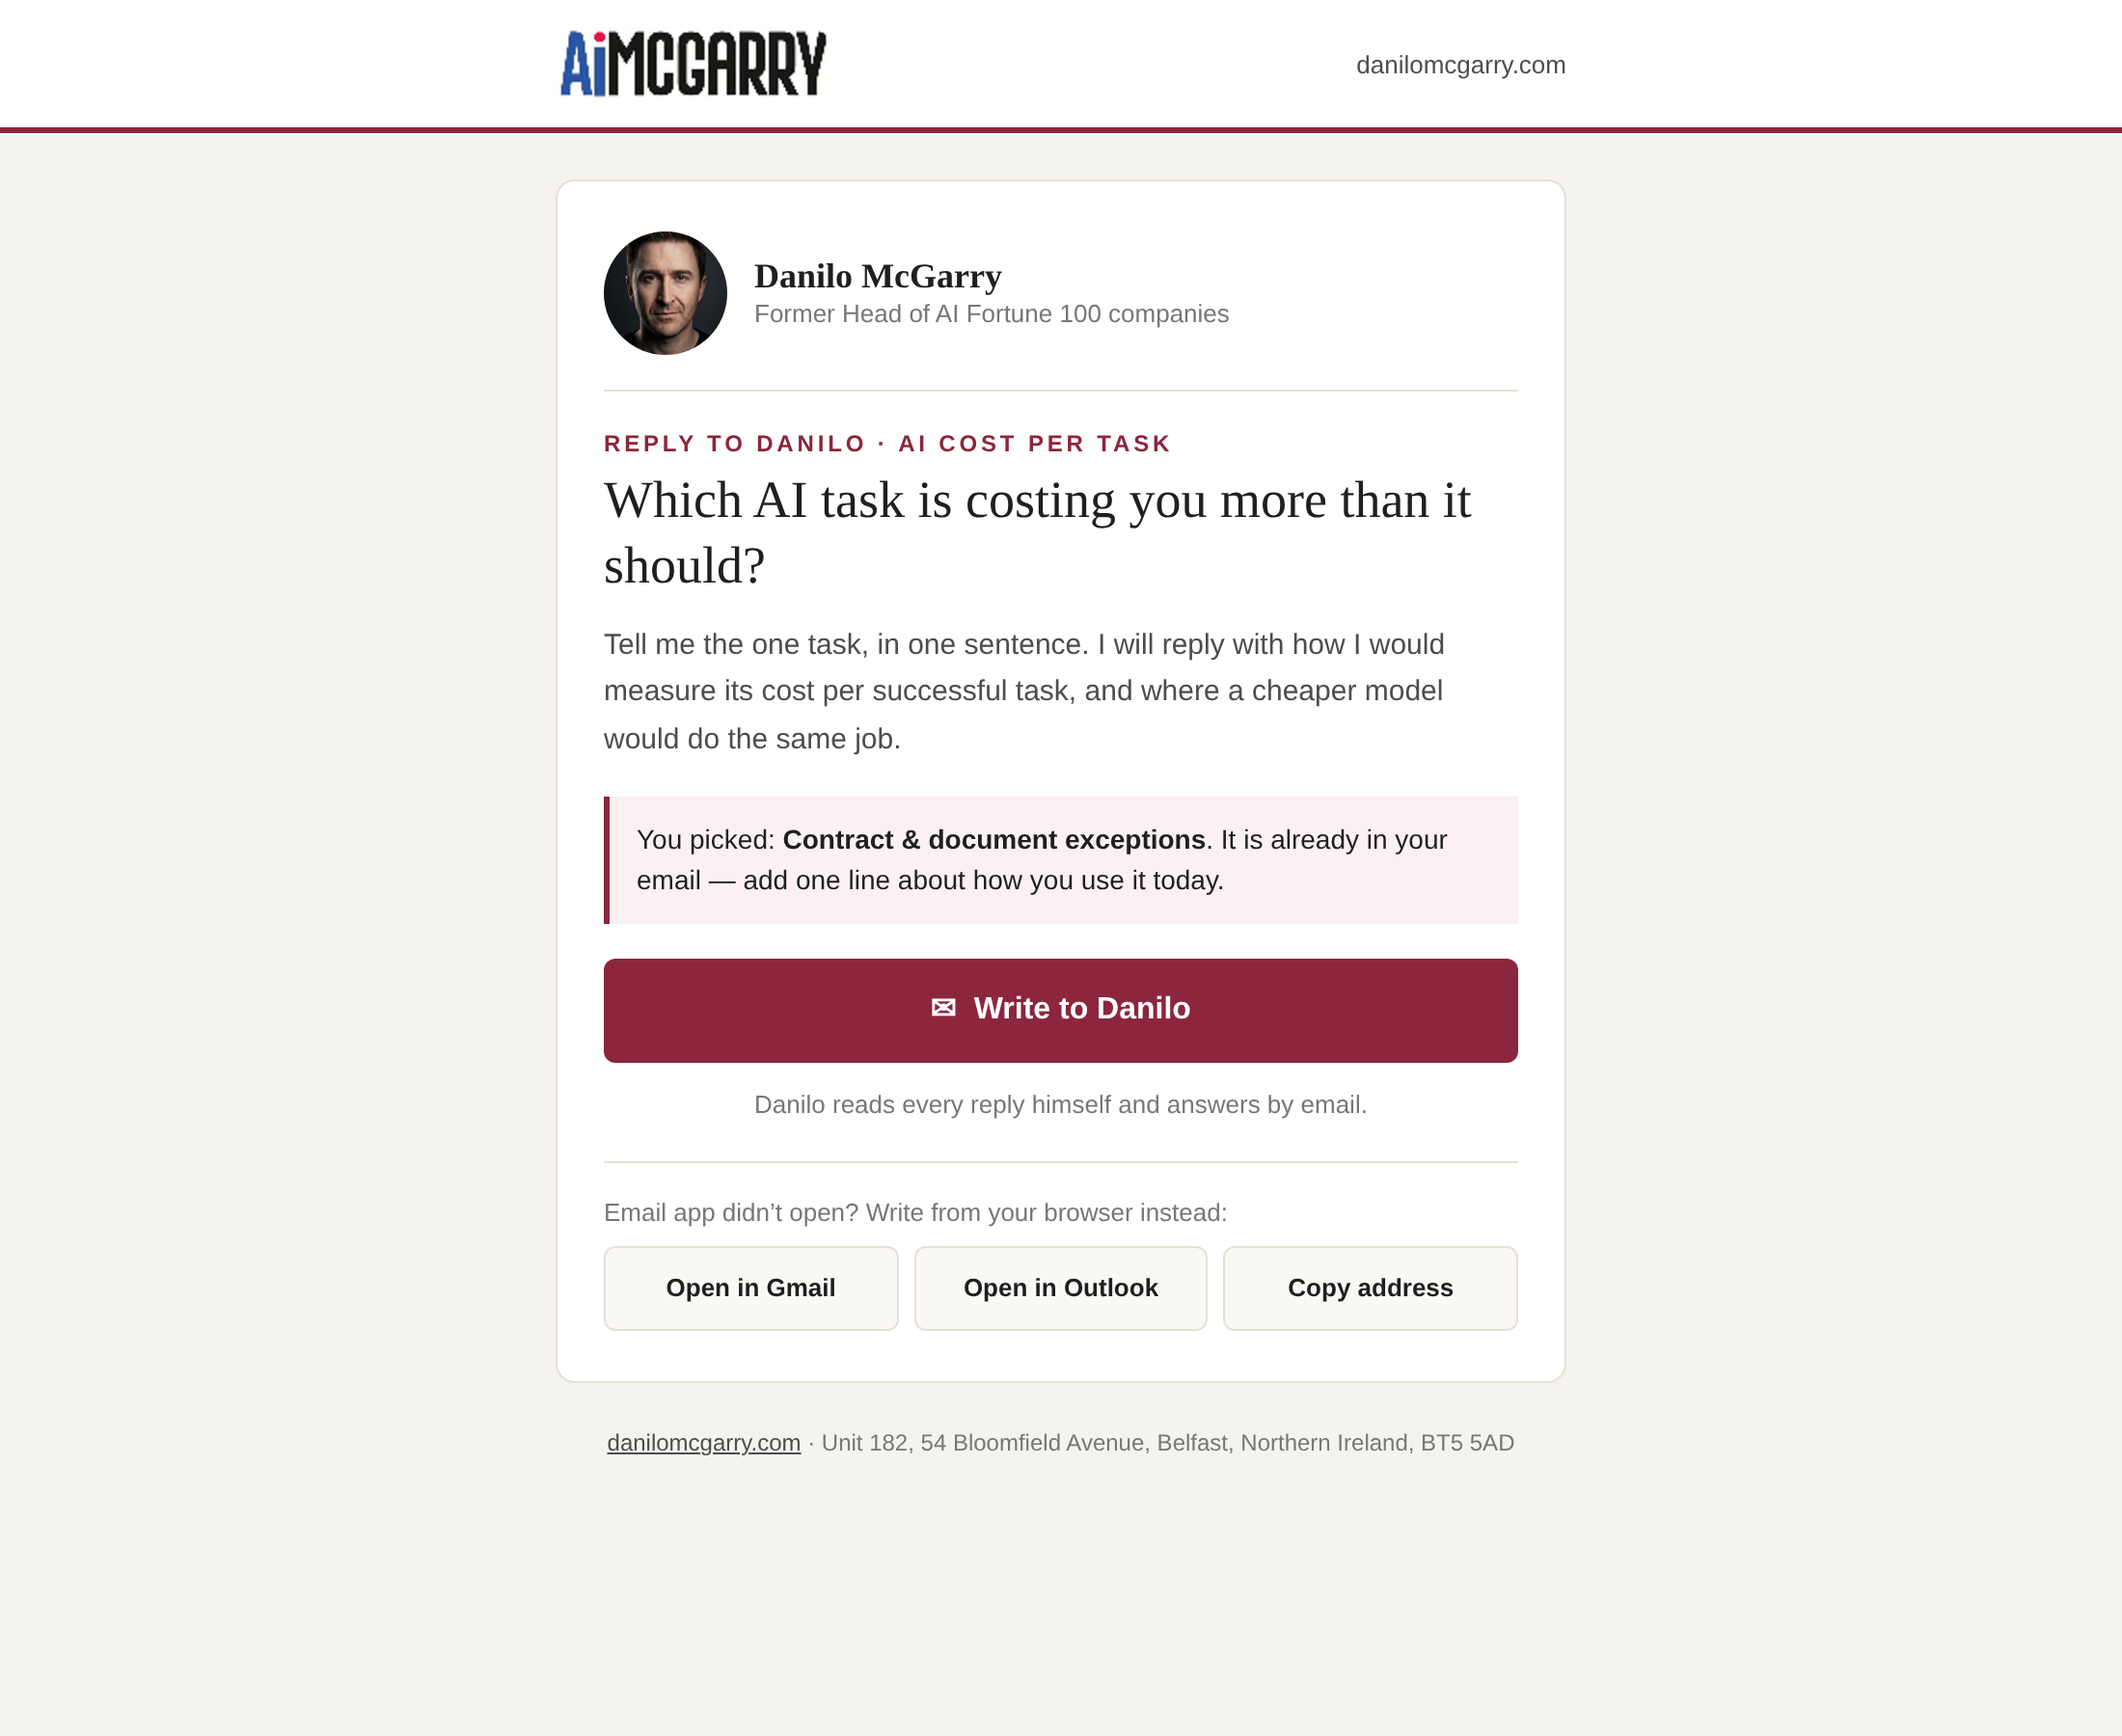 AiMCGARRY
danilomcgarry.com
Danilo McGarry
Former Head of AI Fortune 100 companies
REPLY TO DANILO · AI COST PER TASK
Which AI task is costing you more than it
should?
Tell me the one task, in one sentence. I will reply with how I would
measure its cost per successful task, and where a cheaper model
would do the same job.
You picked: Contract & document exceptions. It is already in your
email — add one line about how you use it today.
✉ Write to Danilo
Danilo reads every reply himself and answers by email.
Email app didn’t open? Write from your browser instead:
Open in Gmail
Open in Outlook
Copy address
danilomcgarry.com · Unit 182, 54 Bloomfield Avenue, Belfast, Northern Ireland, BT5 5AD